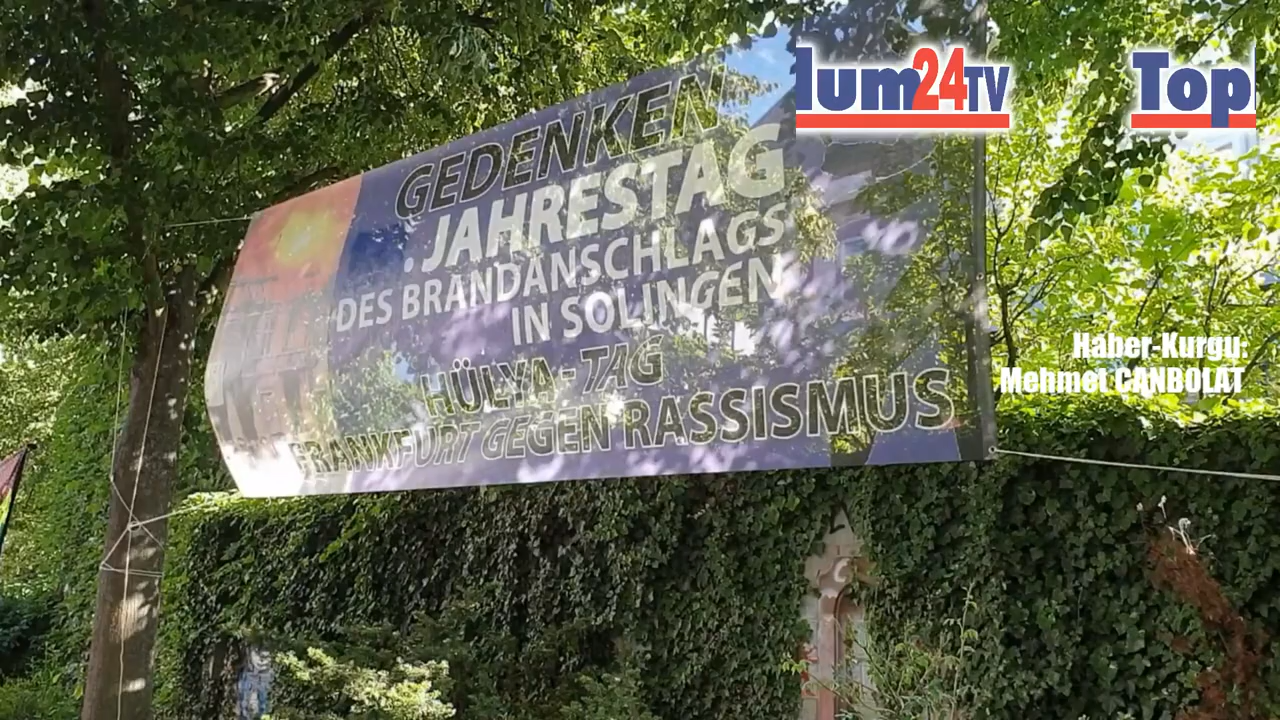 lum24TV
Top
GEDENKEN
. JAHRESTAG
DES BRANDANSCHLAGS
IN SOLINGEN
HÜLYA-TAG
FRANKFURT GEGEN RASSISMUS
Haber-Kurgu:
Mehmet CANBOLAT